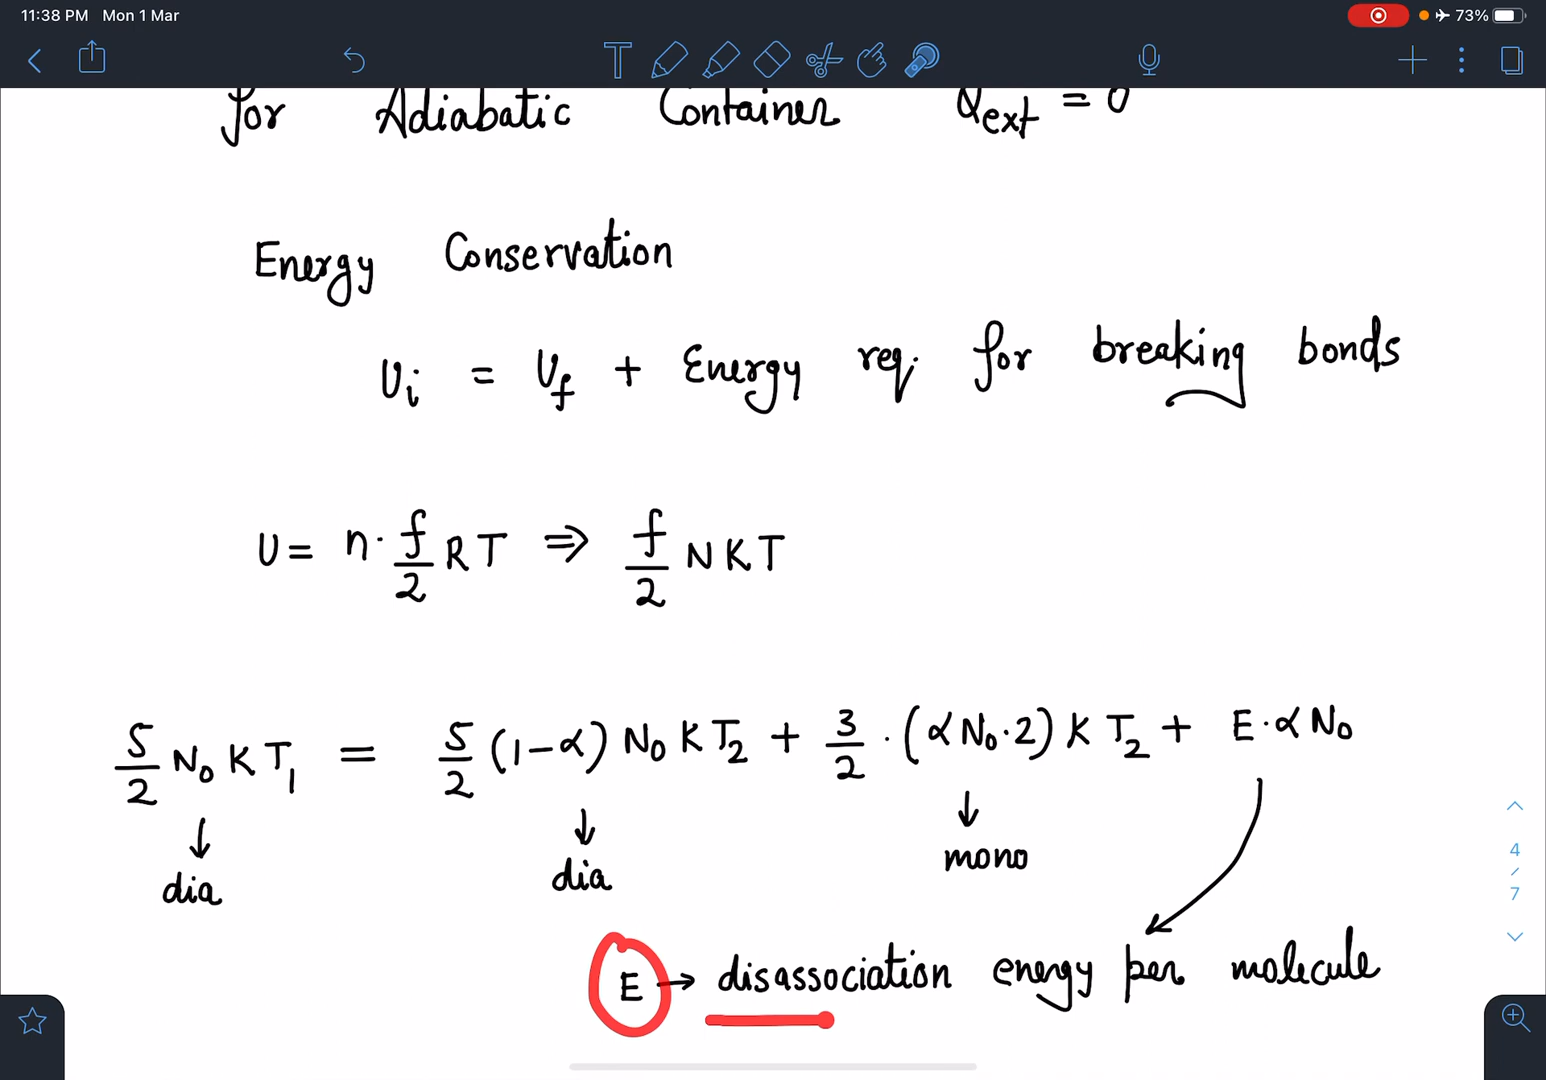 11:38 PM Mon 1 Mar
73%
for Adiabatic Container Qext = 0
Energy Conservation
Ui = Uf + Energy req. for breaking bonds
U = n · f/2 RT ⇒ f/2 NKT
5/2 N₀ K T₁ = 5/2 (1-α) N₀ K T₂ + 3/2 · (α N₀ · 2) K T₂ + E · α N₀
↓ ↓ ↓
dia dia mono
E → disassociation energy per molecule
4
/
7